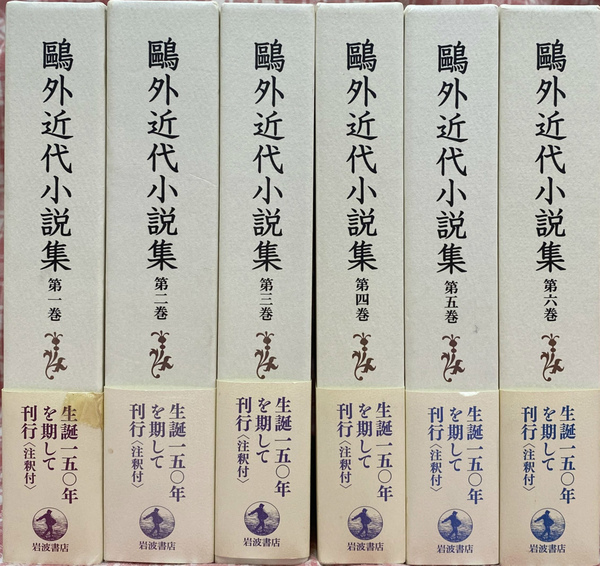 鷗外近代小説集
第一巻
生誕一五〇年
を期して
刊行〈注釈付〉
岩波書店
鷗外近代小説集
第二巻
生誕一五〇年
を期して
刊行〈注釈付〉
岩波書店
鷗外近代小説集
第三巻
生誕一五〇年
を期して
刊行〈注釈付〉
岩波書店
鷗外近代小説集
第四巻
生誕一五〇年
を期して
刊行〈注釈付〉
岩波書店
鷗外近代小説集
第五巻
生誕一五〇年
を期して
刊行〈注釈付〉
岩波書店
鷗外近代小説集
第六巻
生誕一五〇年
を期して
刊行〈注釈付〉
岩波書店